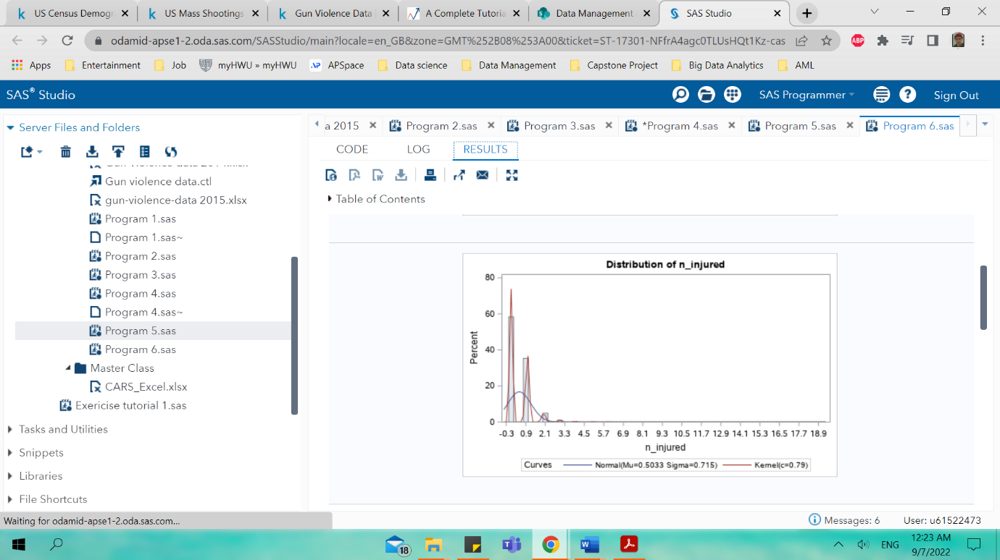 US Census Demogr
US Mass Shootings
Gun Violence Data
A Complete Tutoria
Data Management
SAS Studio
odamid-apse1-2.oda.sas.com/SASStudio/main?locale=en_GB&zone=GMT%252B08%253A00&ticket=ST-17301-NFfrA4agc0TLUsHQt1Kz-cas
ABP
Apps Entertainment Job myHWU » myHWU APSpace Data science Data Management Capstone Project Big Data Analytics AML
SAS® Studio
SAS Programmer
Sign Out
Server Files and Folders
Gun violence data.ctl
gun-violence-data 2015.xlsx
Program 1.sas
Program 1.sas~
Program 2.sas
Program 3.sas
Program 4.sas
Program 4.sas~
Program 5.sas
Program 6.sas
Master Class
CARS_Excel.xlsx
Exericise tutorial 1.sas
Tasks and Utilities
Snippets
Libraries
File Shortcuts
a 2015 Program 2.sas Program 3.sas *Program 4.sas Program 5.sas Program 6.sas
CODE LOG RESULTS
Table of Contents
Distribution of n_injured
Percent
80
60
40
20
0
-0.3 0.9 2.1 3.3 4.5 5.7 6.9 8.1 9.3 10.5 11.7 12.9 14.1 15.3 16.5 17.7 18.9
n_injured
Curves Normal(Mu=0.5033 Sigma=0.715) Kernel(c=0.79)
Waiting for odamid-apse1-2.oda.sas.com...
Messages: 6 User: u61522473
18
ENG
12:23 AM
9/7/2022